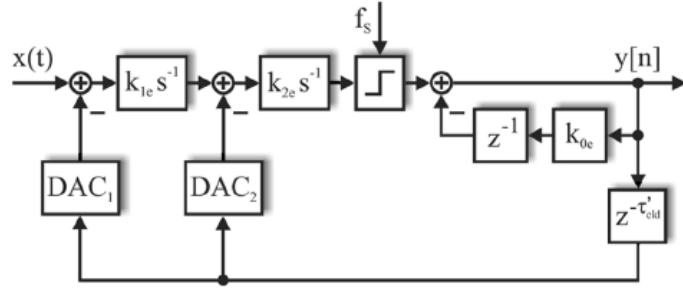 fₛ
x(t)
k₁ₑ s⁻¹
k₂ₑ s⁻¹
y[n]
−
−
−
z⁻¹
k₀ₑ
DAC₁
DAC₂
z^{-τ'_{eld}}